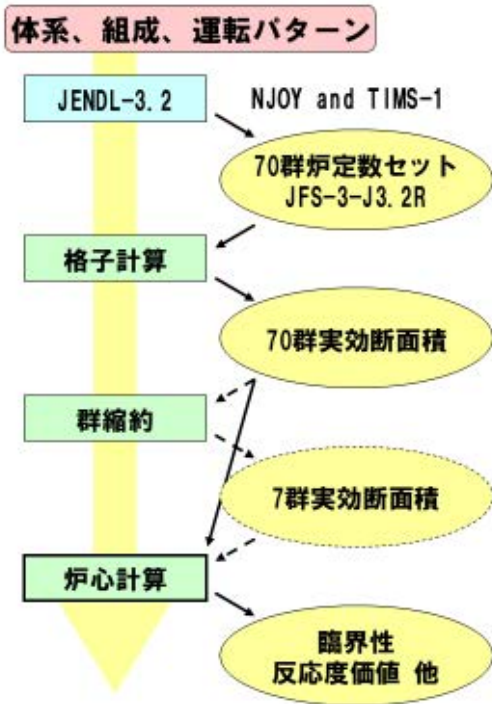 体系、組成、運転パターン
JENDL-3.2
NJOY and TIMS-1
70群炉定数セット
JFS-3-J3.2R
格子計算
70群実効断面積
群縮約
7群実効断面積
炉心計算
臨界性
反応度価値 他